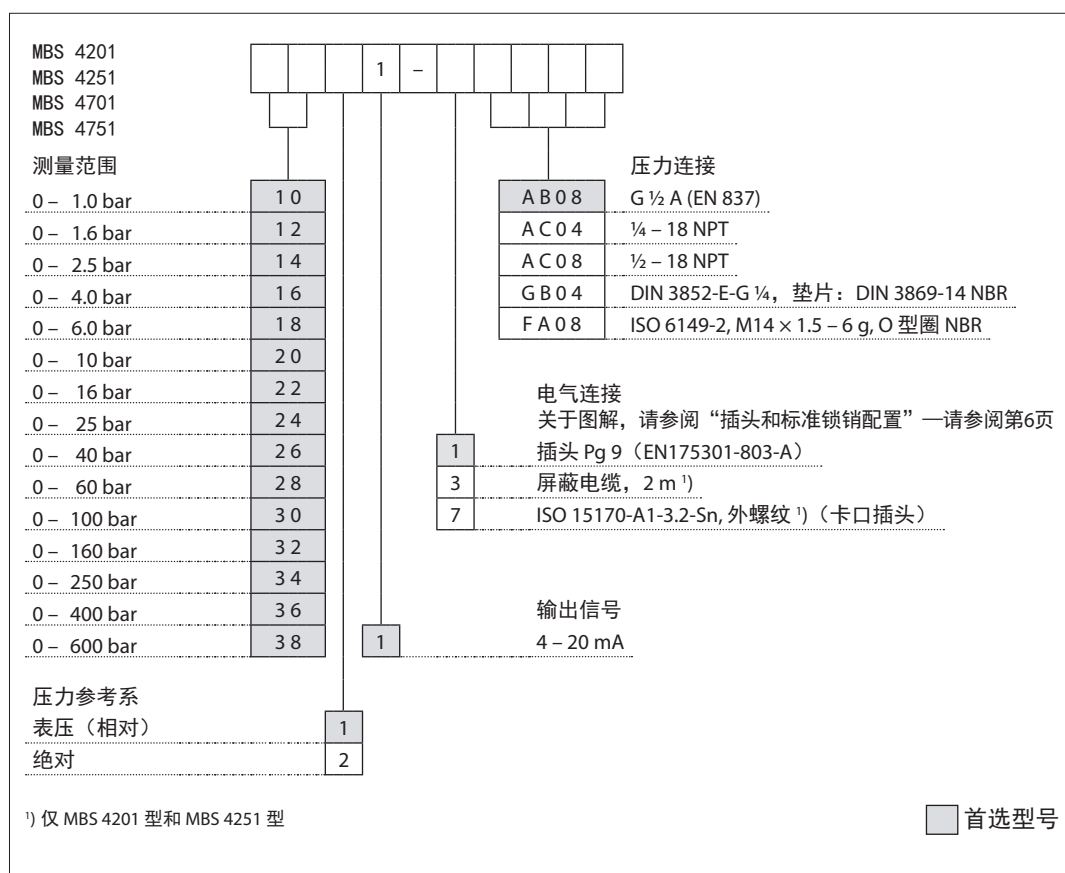 MBS 4201
MBS 4251
MBS 4701
MBS 4751
1 –
测量范围
0 – 1.0 bar 10
0 – 1.6 bar 12
0 – 2.5 bar 14
0 – 4.0 bar 16
0 – 6.0 bar 18
0 – 10 bar 20
0 – 16 bar 22
0 – 25 bar 24
0 – 40 bar 26
0 – 60 bar 28
0 – 100 bar 30
0 – 160 bar 32
0 – 250 bar 34
0 – 400 bar 36
0 – 600 bar 38
压力连接
AB08 G ½ A (EN 837)
AC04 ¼ – 18 NPT
AC08 ½ – 18 NPT
GB04 DIN 3852-E-G ¼，垫片：DIN 3869-14 NBR
FA08 ISO 6149-2, M14 × 1.5 – 6 g, O 型圈 NBR
电气连接
关于图解，请参阅“插头和标准锁销配置”—请参阅第6页
1 插头 Pg 9（EN175301-803-A）
3 屏蔽电缆，2 m ¹)
7 ISO 15170-A1-3.2-Sn, 外螺纹 ¹)（卡口插头）
输出信号
1 4 – 20 mA
压力参考系
表压（相对） 1
绝对 2
¹) 仅 MBS 4201 型和 MBS 4251 型
首选型号